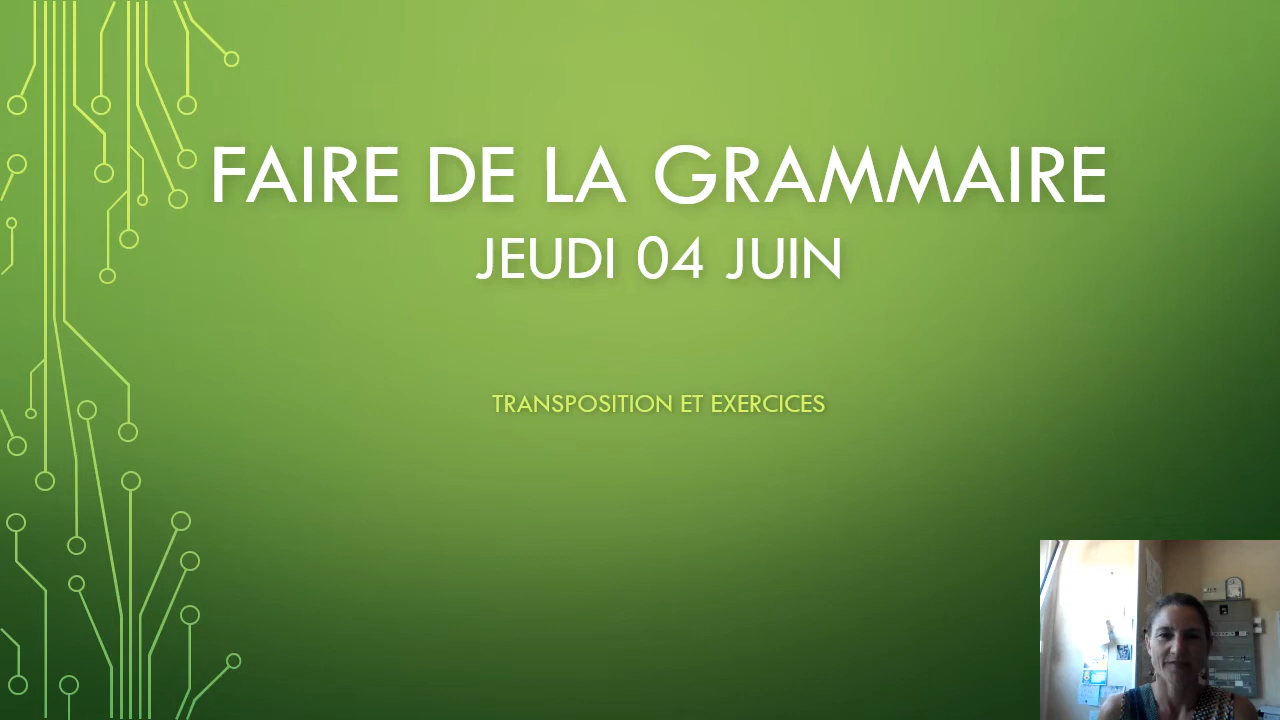 FAIRE DE LA GRAMMAIRE
JEUDI 04 JUIN
TRANSPOSITION ET EXERCICES